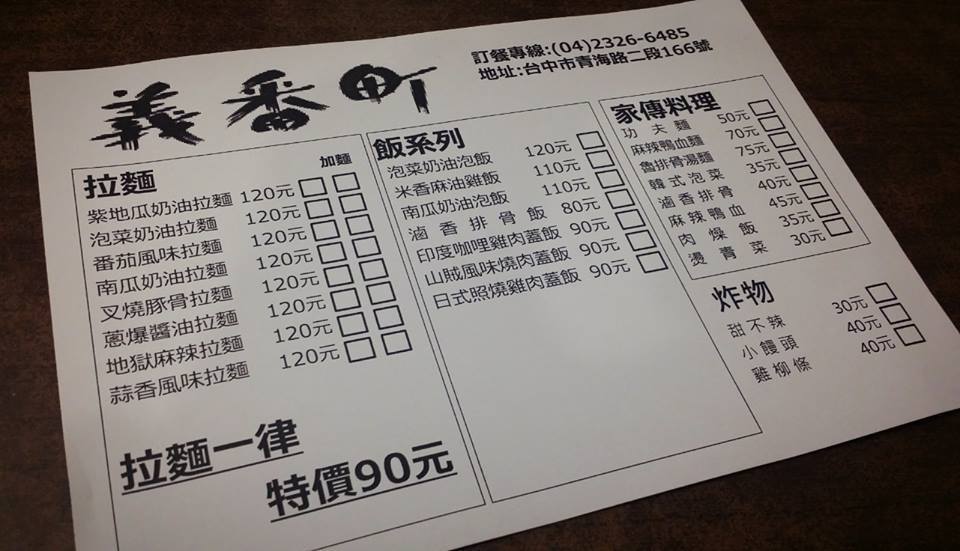 義番町
訂餐專線:(04)2326-6485
地址:台中市青海路二段166號
拉麵
加麵
紫地瓜奶油拉麵 120元
泡菜奶油拉麵 120元
番茄風味拉麵 120元
南瓜奶油拉麵 120元
叉燒豚骨拉麵 120元
蔥爆醬油拉麵 120元
地獄麻辣拉麵 120元
蒜香風味拉麵 120元
拉麵一律
特價90元
飯系列
泡菜奶油泡飯 120元
米香麻油雞飯 110元
南瓜奶油泡飯 110元
滷香排骨飯 80元
印度咖哩雞肉蓋飯 90元
山賊風味燒肉蓋飯 90元
日式照燒雞肉蓋飯 90元
家傳料理
功夫麵 50元
麻辣鴨血麵 70元
魯排骨湯麵 75元
韓式泡菜 35元
滷香排骨 40元
麻辣鴨血 45元
肉燥飯 35元
燙青菜 30元
炸物
甜不辣 30元
小饅頭 40元
雞柳條 40元